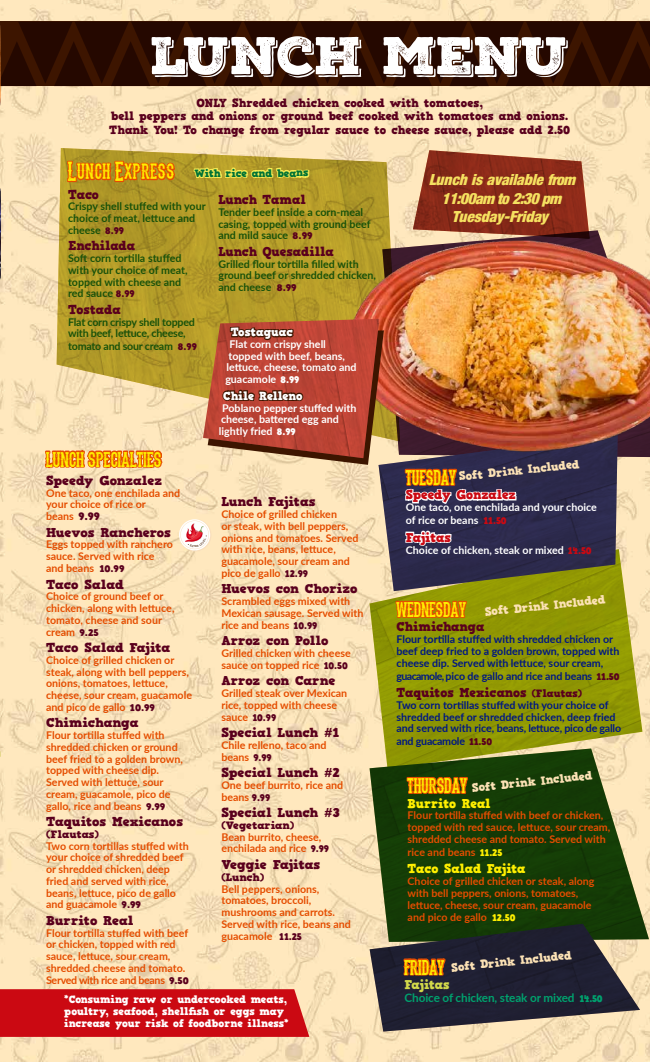 LUNCH MENU
ONLY Shredded chicken cooked with tomatoes,
bell peppers and onions or ground beef cooked with tomatoes and onions.
Thank You! To change from regular sauce to cheese sauce, please add 2.50
LUNCH EXPRESS With rice and beans
Taco
Crispy shell stuffed with your
choice of meat, lettuce and
cheese 8.99
Enchilada
Soft corn tortilla stuffed
with your choice of meat,
topped with cheese and
red sauce 8.99
Tostada
Flat corn crispy shell topped
with beef, lettuce, cheese,
tomato and sour cream 8.99
Lunch Tamal
Tender beef inside a corn-meal
casing, topped with ground beef
and mild sauce 8.99
Lunch Quesadilla
Grilled flour tortilla filled with
ground beef or shredded chicken,
and cheese 8.99
Tostaguac
Flat corn crispy shell
topped with beef, beans,
lettuce, cheese, tomato and
guacamole 8.99
Chile Relleno
Poblano pepper stuffed with
cheese, battered egg and
lightly fried 8.99
Lunch is available from
11:00am to 2:30 pm
Tuesday-Friday
LUNCH SPECIALTIES
Speedy Gonzalez
One taco, one enchilada and
your choice of rice or
beans 9.99
Huevos Rancheros
Eggs topped with ranchero
sauce. Served with rice
and beans 10.99
Taco Salad
Choice of ground beef or
chicken, along with lettuce,
tomato, cheese and sour
cream 9.25
Taco Salad Fajita
Choice of grilled chicken or
steak, along with bell peppers,
onions, tomatoes, lettuce,
cheese, sour cream, guacamole
and pico de gallo 10.99
Chimichanga
Flour tortilla stuffed with
shredded chicken or ground
beef fried to a golden brown,
topped with cheese dip.
Served with lettuce, sour
cream, guacamole, pico de
gallo, rice and beans 9.99
Taquitos Mexicanos
(Flautas)
Two corn tortillas stuffed with
your choice of shredded beef
or shredded chicken, deep
fried and served with rice,
beans, lettuce, pico de gallo
and guacamole 9.99
Burrito Real
Flour tortilla stuffed with beef
or chicken, topped with red
sauce, lettuce, sour cream,
shredded cheese and tomato.
Served with rice and beans 9.50
Lunch Fajitas
Choice of grilled chicken
or steak, with bell peppers,
onions and tomatoes. Served
with rice, beans, lettuce,
guacamole, sour cream and
pico de gallo 12.99
Huevos con Chorizo
Scrambled eggs mixed with
Mexican sausage. Served with
rice and beans 10.99
Arroz con Pollo
Grilled chicken with cheese
sauce on topped rice 10.50
Arroz con Carne
Grilled steak over Mexican
rice, topped with cheese
sauce 10.99
Special Lunch #1
Chile relleno, taco and
beans 9.99
Special Lunch #2
One beef burrito, rice and
beans 9.99
Special Lunch #3
(Vegetarian)
Bean burrito, cheese,
enchilada and rice 9.99
Veggie Fajitas
(Lunch)
Bell peppers, onions,
tomatoes, broccoli,
mushrooms and carrots.
Served with rice, beans and
guacamole 11.25
TUESDAY Soft Drink Included
Speedy Gonzalez
One taco, one enchilada and your choice
of rice or beans 11.50
Fajitas
Choice of chicken, steak or mixed 14.50
WEDNESDAY Soft Drink Included
Chimichanga
Flour tortilla stuffed with shredded chicken or
beef deep fried to a golden brown, topped with
cheese dip. Served with lettuce, sour cream,
guacamole, pico de gallo and rice and beans 11.50
Taquitos Mexicanos (Flautas)
Two corn tortillas stuffed with your choice of
shredded beef or shredded chicken, deep fried
and served with rice, beans, lettuce, pico de gallo
and guacamole 11.50
THURSDAY Soft Drink Included
Burrito Real
Flour tortilla stuffed with beef or chicken,
topped with red sauce, lettuce, sour cream,
shredded cheese and tomato. Served with
rice and beans 11.25
Taco Salad Fajita
Choice of grilled chicken or steak, along
with bell peppers, onions, tomatoes,
lettuce, cheese, sour cream, guacamole
and pico de gallo 12.50
FRIDAY Soft Drink Included
Fajitas
Choice of chicken, steak or mixed 14.50
*Consuming raw or undercooked meats,
poultry, seafood, shellfish or eggs may
increase your risk of foodborne illness*